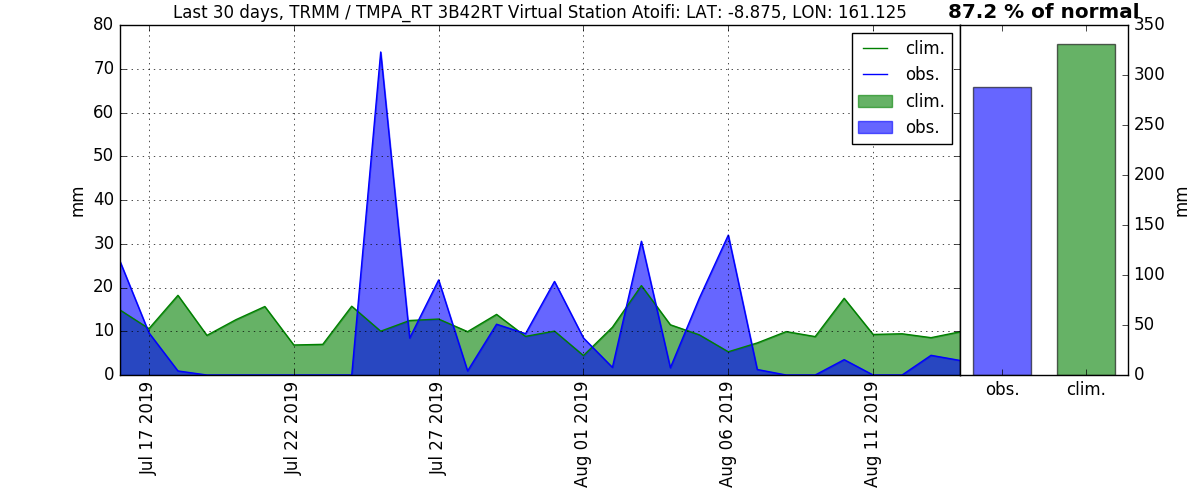 Last 30 days, TRMM / TMPA_RT 3B42RT Virtual Station Atoifi: LAT: -8.875, LON: 161.125
87.2 % of normal
80
70
60
50
40
30
20
10
0
mm
clim.
obs.
clim.
obs.
Jul 17 2019
Jul 22 2019
Jul 27 2019
Aug 01 2019
Aug 06 2019
Aug 11 2019
350
300
250
200
150
100
50
0
mm
obs.
clim.